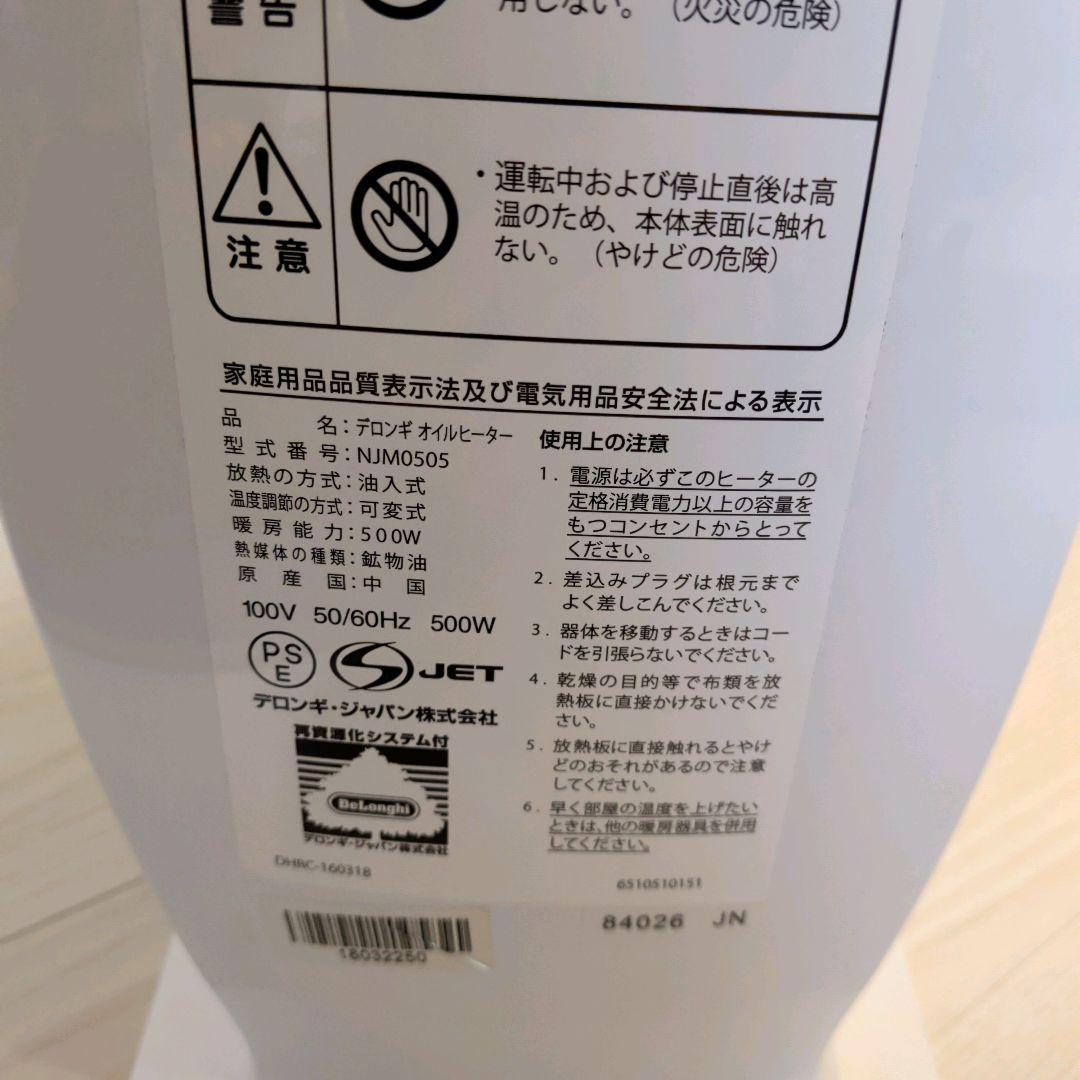 警告
用しない。（火災の危険）
注意
・運転中および停止直後は高
温のため、本体表面に触れ
ない。（やけどの危険）
家庭用品品質表示法及び電気用品安全法による表示
品名：デロンギ オイルヒーター
型式番号：NJM0505
放熱の方式：油入式
温度調節の方式：可変式
暖房能力：500W
熱媒体の種類：鉱物油
原産国：中国
100V 50/60Hz 500W
PSE
S JET
デロンギ・ジャパン株式会社
再資源化システム付
DeLonghi
デロンギ・ジャパン株式会社
DHRC-160318
使用上の注意
1. 電源は必ずこのヒーターの
定格消費電力以上の容量を
もつコンセントからとって
ください。
2. 差込みプラグは根元まで
よく差しこんでください。
3. 器体を移動するときはコー
ドを引張らないでください。
4. 乾燥の目的等で布類を放
熱板に直接かけないでくだ
さい。
5. 放熱板に直接触れるとやけ
どのおそれがあるので注意
してください。
6. 早く部屋の温度を上げたい
ときは、他の暖房器具を併用
してください。
6510510151
18032250
84026 JN